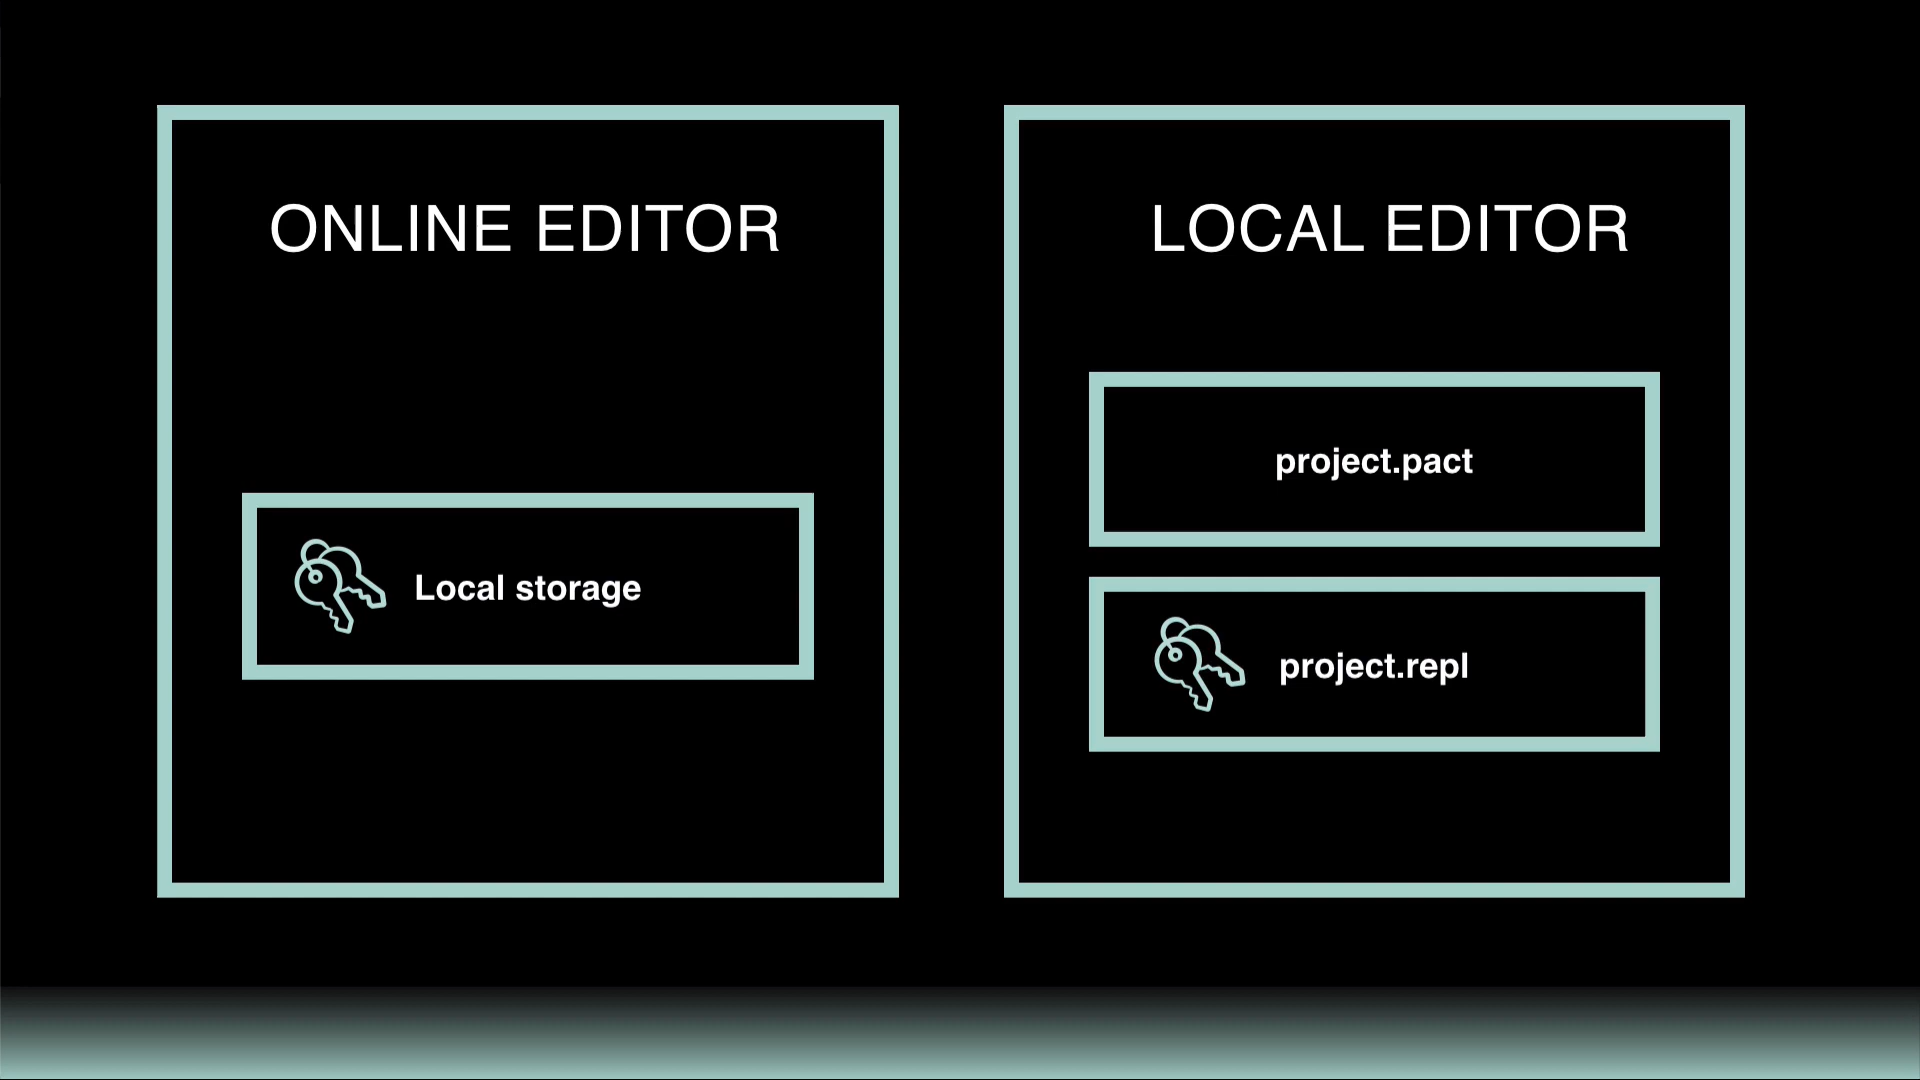 ONLINE EDITOR
Local storage
LOCAL EDITOR
project.pact
project.repl